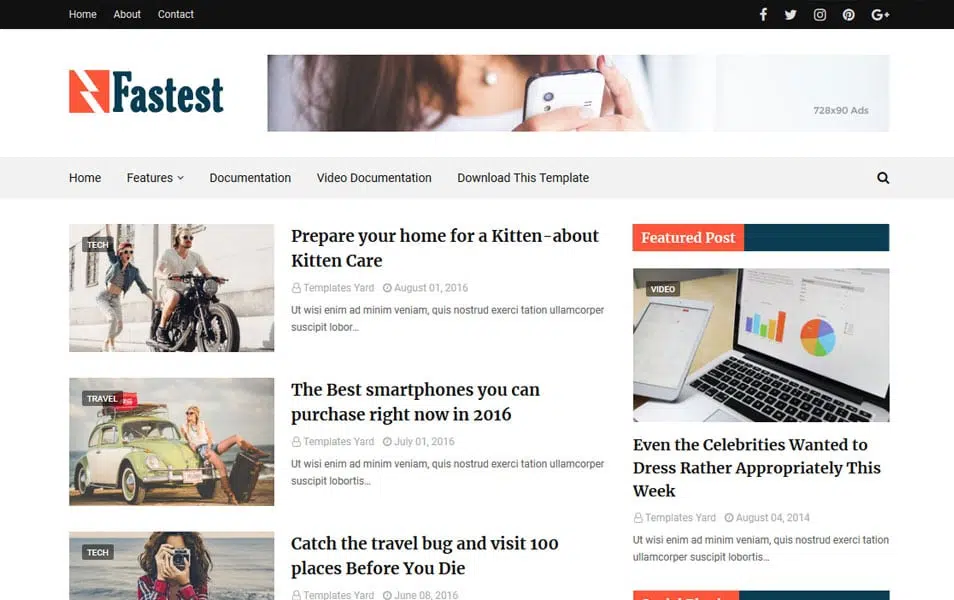 Home About Contact
Fastest
728x90 Ads
Home Features Documentation Video Documentation Download This Template
TECH
Prepare your home for a Kitten-about
Kitten Care
Templates Yard August 01, 2016
Ut wisi enim ad minim veniam, quis nostrud exerci tation ullamcorper
suscipit lobor...
TRAVEL
The Best smartphones you can
purchase right now in 2016
Templates Yard July 01, 2016
Ut wisi enim ad minim veniam, quis nostrud exerci tation ullamcorper
suscipit lobortis...
TECH
Catch the travel bug and visit 100
places Before You Die
Templates Yard June 08, 2016
Featured Post
VIDEO
Even the Celebrities Wanted to
Dress Rather Appropriately This
Week
Templates Yard August 04, 2014
Ut wisi enim ad minim veniam, quis nostrud exerci tation
ullamcorper suscipit lobortis...